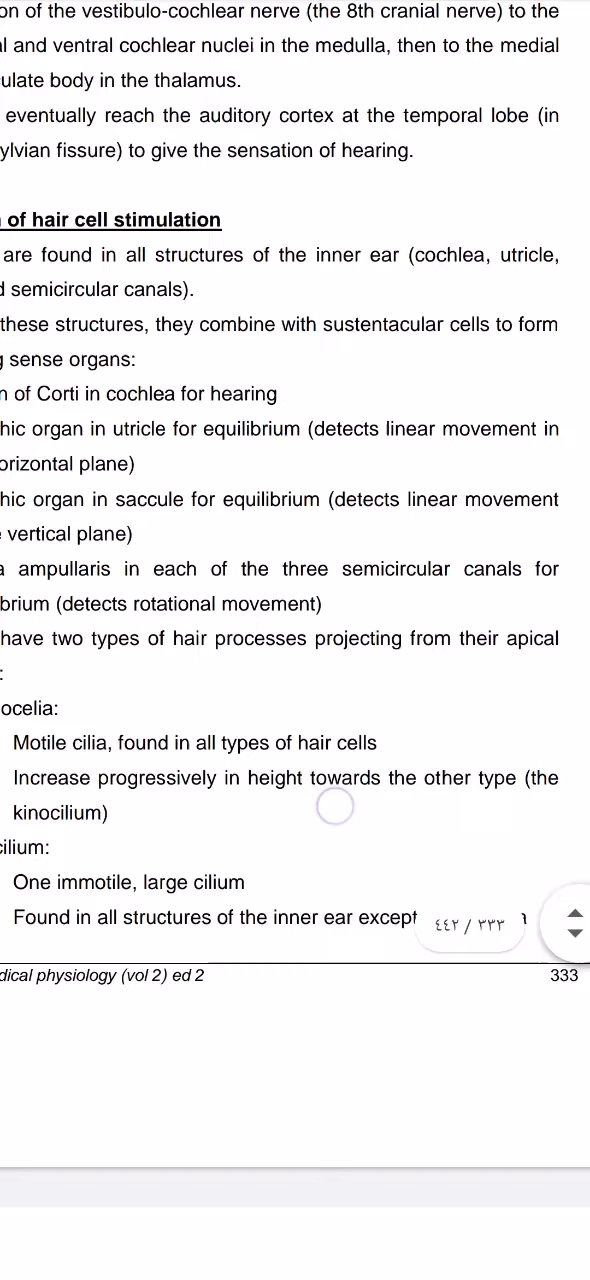 on of the vestibulo-cochlear nerve (the 8th cranial nerve) to the
l and ventral cochlear nuclei in the medulla, then to the medial
ulate body in the thalamus.
eventually reach the auditory cortex at the temporal lobe (in
ylvian fissure) to give the sensation of hearing.
of hair cell stimulation
are found in all structures of the inner ear (cochlea, utricle,
semicircular canals).
these structures, they combine with sustentacular cells to form
sense organs:
n of Corti in cochlea for hearing
hic organ in utricle for equilibrium (detects linear movement in
orizontal plane)
hic organ in saccule for equilibrium (detects linear movement
vertical plane)
a ampullaris in each of the three semicircular canals for
brium (detects rotational movement)
have two types of hair processes projecting from their apical
:
ocelia:
Motile cilia, found in all types of hair cells
Increase progressively in height towards the other type (the
kinocilium)
cilium:
One immotile, large cilium
Found in all structures of the inner ear except
٣٣٣ / ٤٤٢
dical physiology (vol 2) ed 2 333